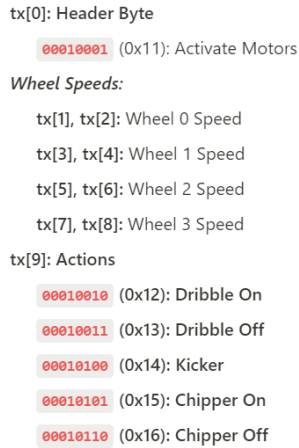 tx[0]: Header Byte
00010001 (0x11): Activate Motors
Wheel Speeds:
tx[1], tx[2]: Wheel 0 Speed
tx[3], tx[4]: Wheel 1 Speed
tx[5], tx[6]: Wheel 2 Speed
tx[7], tx[8]: Wheel 3 Speed
tx[9]: Actions
00010010 (0x12): Dribble On
00010011 (0x13): Dribble Off
00010100 (0x14): Kicker
00010101 (0x15): Chipper On
00010110 (0x16): Chipper Off